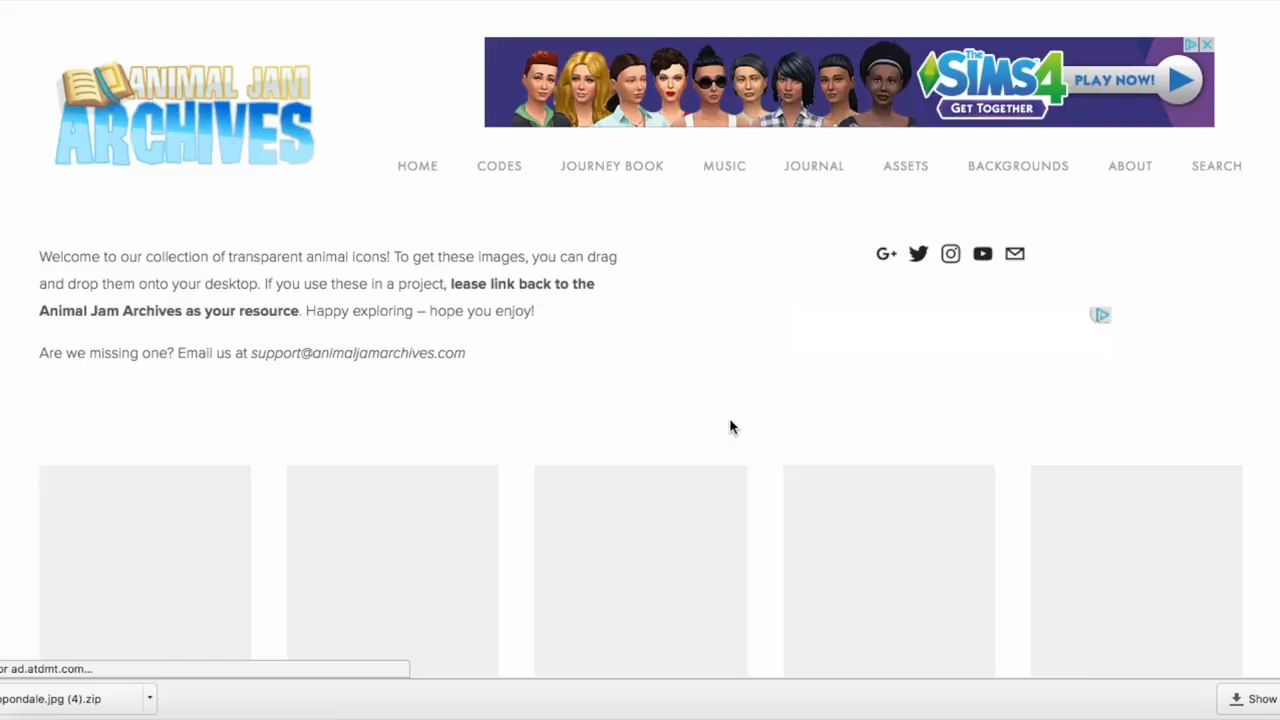 ANIMAL JAM
ARCHIVES
The
SIMS 4
GET TOGETHER
PLAY NOW!
HOME
CODES
JOURNEY BOOK
MUSIC
JOURNAL
ASSETS
BACKGROUNDS
ABOUT
SEARCH
Welcome to our collection of transparent animal icons! To get these images, you can drag
and drop them onto your desktop. If you use these in a project, lease link back to the
Animal Jam Archives as your resource. Happy exploring – hope you enjoy!
Are we missing one? Email us at support@animaljamarchives.com
G+
or ad.atdmt.com...
ppondale.jpg (4).zip
Show